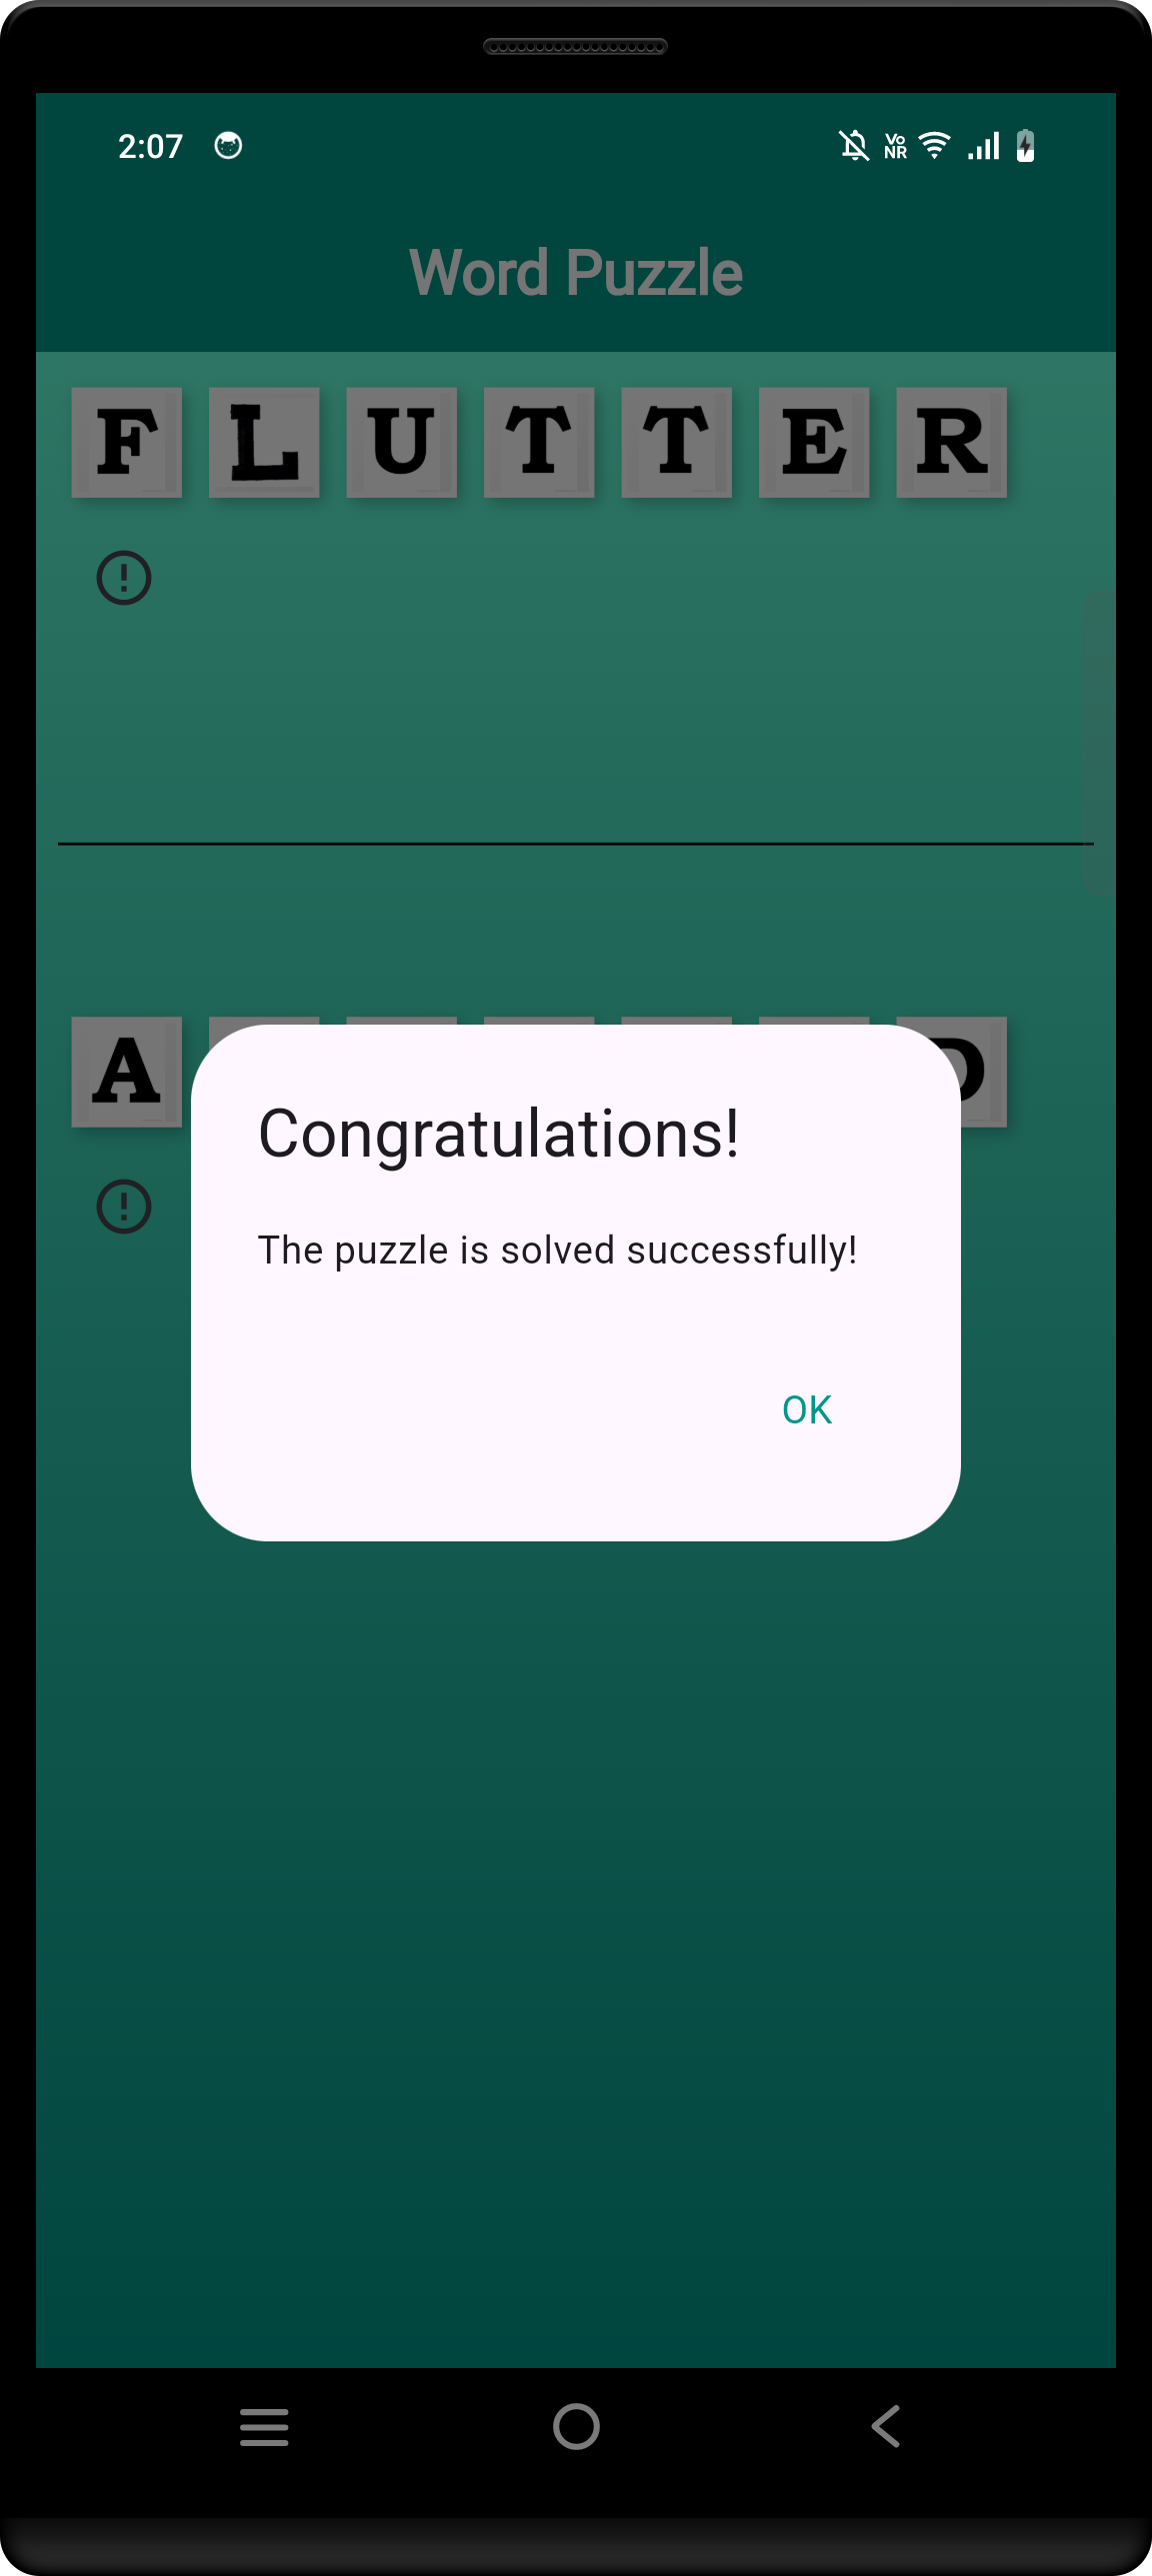 2:07 Vo NR
Word Puzzle
F L U T T E R
A D
Congratulations!
The puzzle is solved successfully!
OK